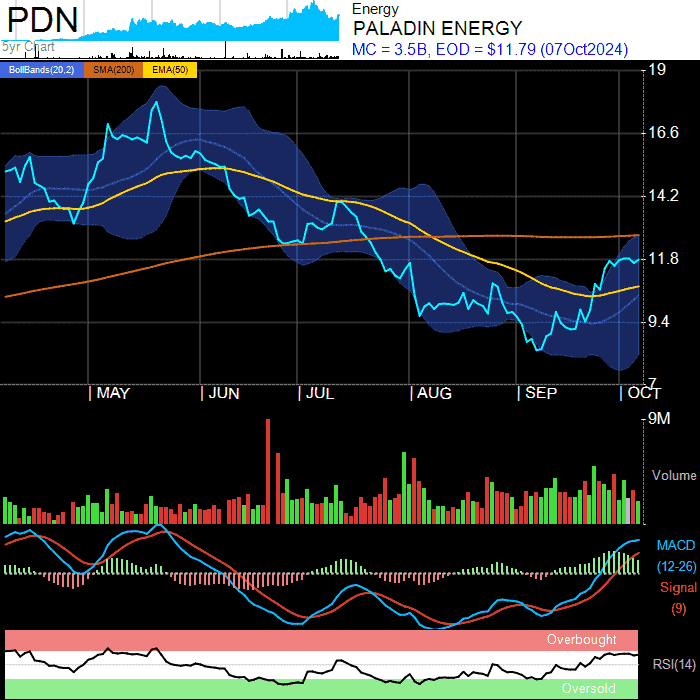 PDN
5yr Chart
Energy
PALADIN ENERGY
MC = 3.5B, EOD = $11.79 (07Oct2024)
BollBands(20,2) SMA(200) EMA(50)
19
16.6
14.2
11.8
9.4
7
MAY JUN JUL AUG SEP OCT
9M
Volume
MACD
(12-26)
Signal
(9)
Overbought
RSI(14)
Oversold